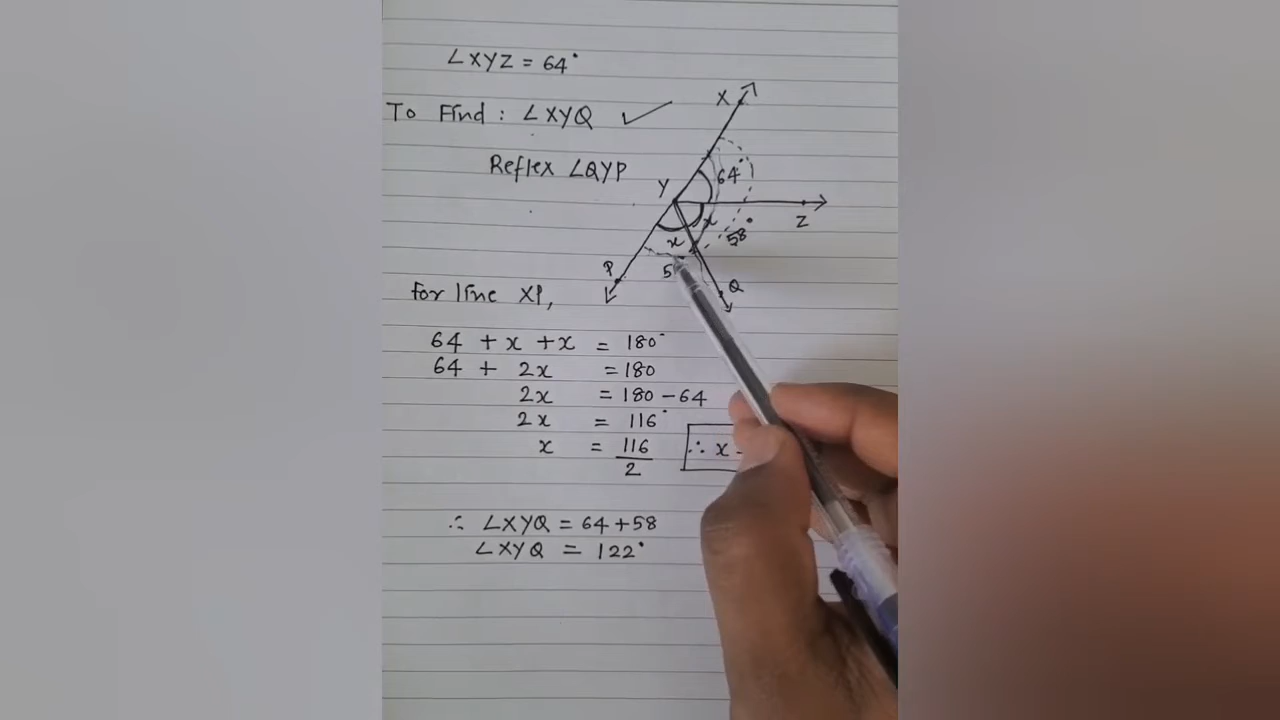 ∠XYZ = 64°
To Find : ∠XYQ ✓
Reflex ∠QYP
X
64°
Y
Z
x
58°
x
5
P
Q
For line XP,
64 + x + x = 180°
64 + 2x = 180
2x = 180 - 64
2x = 116°
x = 116/2
∴ x
∴ ∠XYQ = 64 + 58
∠XYQ = 122°